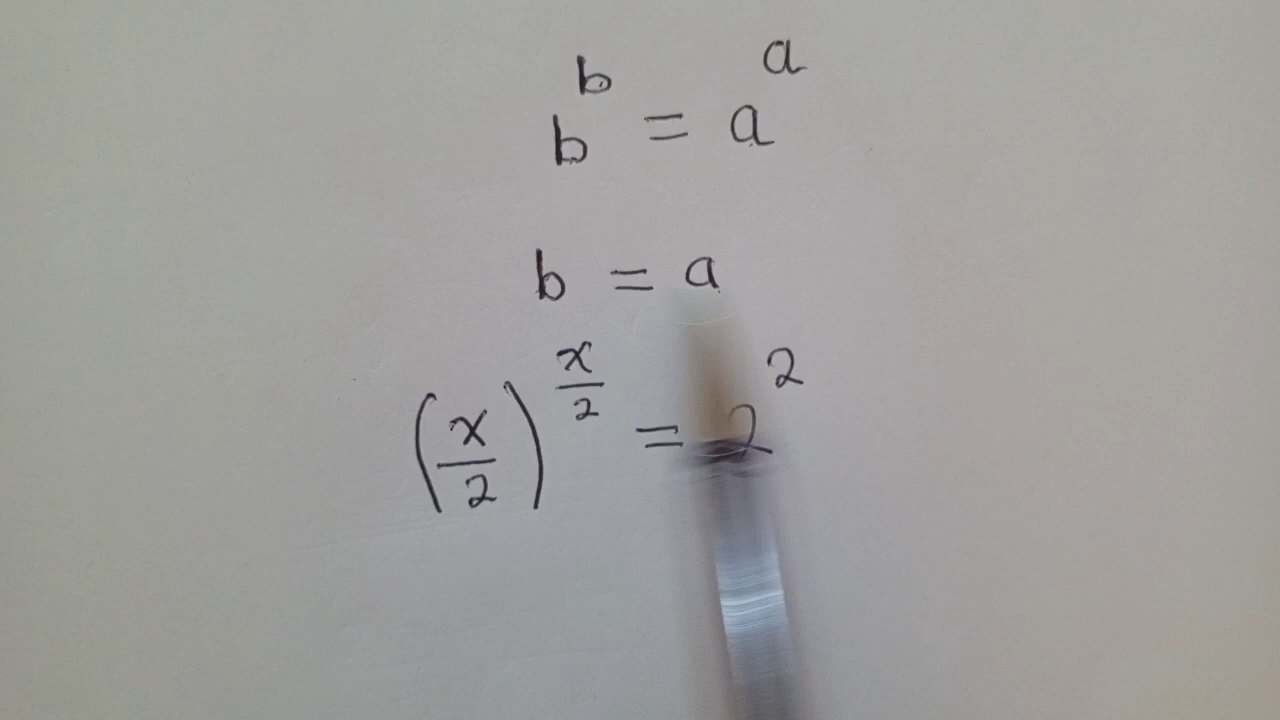 b^b = a^a
b = a
(x/2)^(x/2) = 2^2